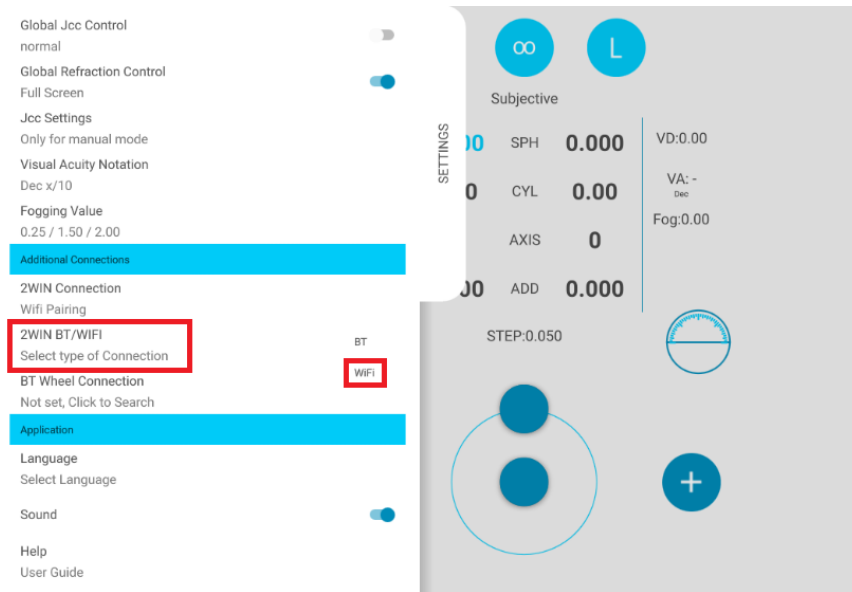 Global Jcc Control
normal
Global Refraction Control
Full Screen
Jcc Settings
Only for manual mode
Visual Acuity Notation
Dec x/10
Fogging Value
0.25 / 1.50 / 2.00
Additional Connections
2WIN Connection
Wifi Pairing
2WIN BT/WIFI
Select type of Connection
BT
WiFi
BT Wheel Connection
Not set, Click to Search
Application
Language
Select Language
Sound
Help
User Guide
SETTINGS
∞ L
Subjective
00 SPH 0.000
0 CYL 0.00
AXIS 0
00 ADD 0.000
VD:0.00
VA: -
Dec
Fog:0.00
STEP:0.050
+